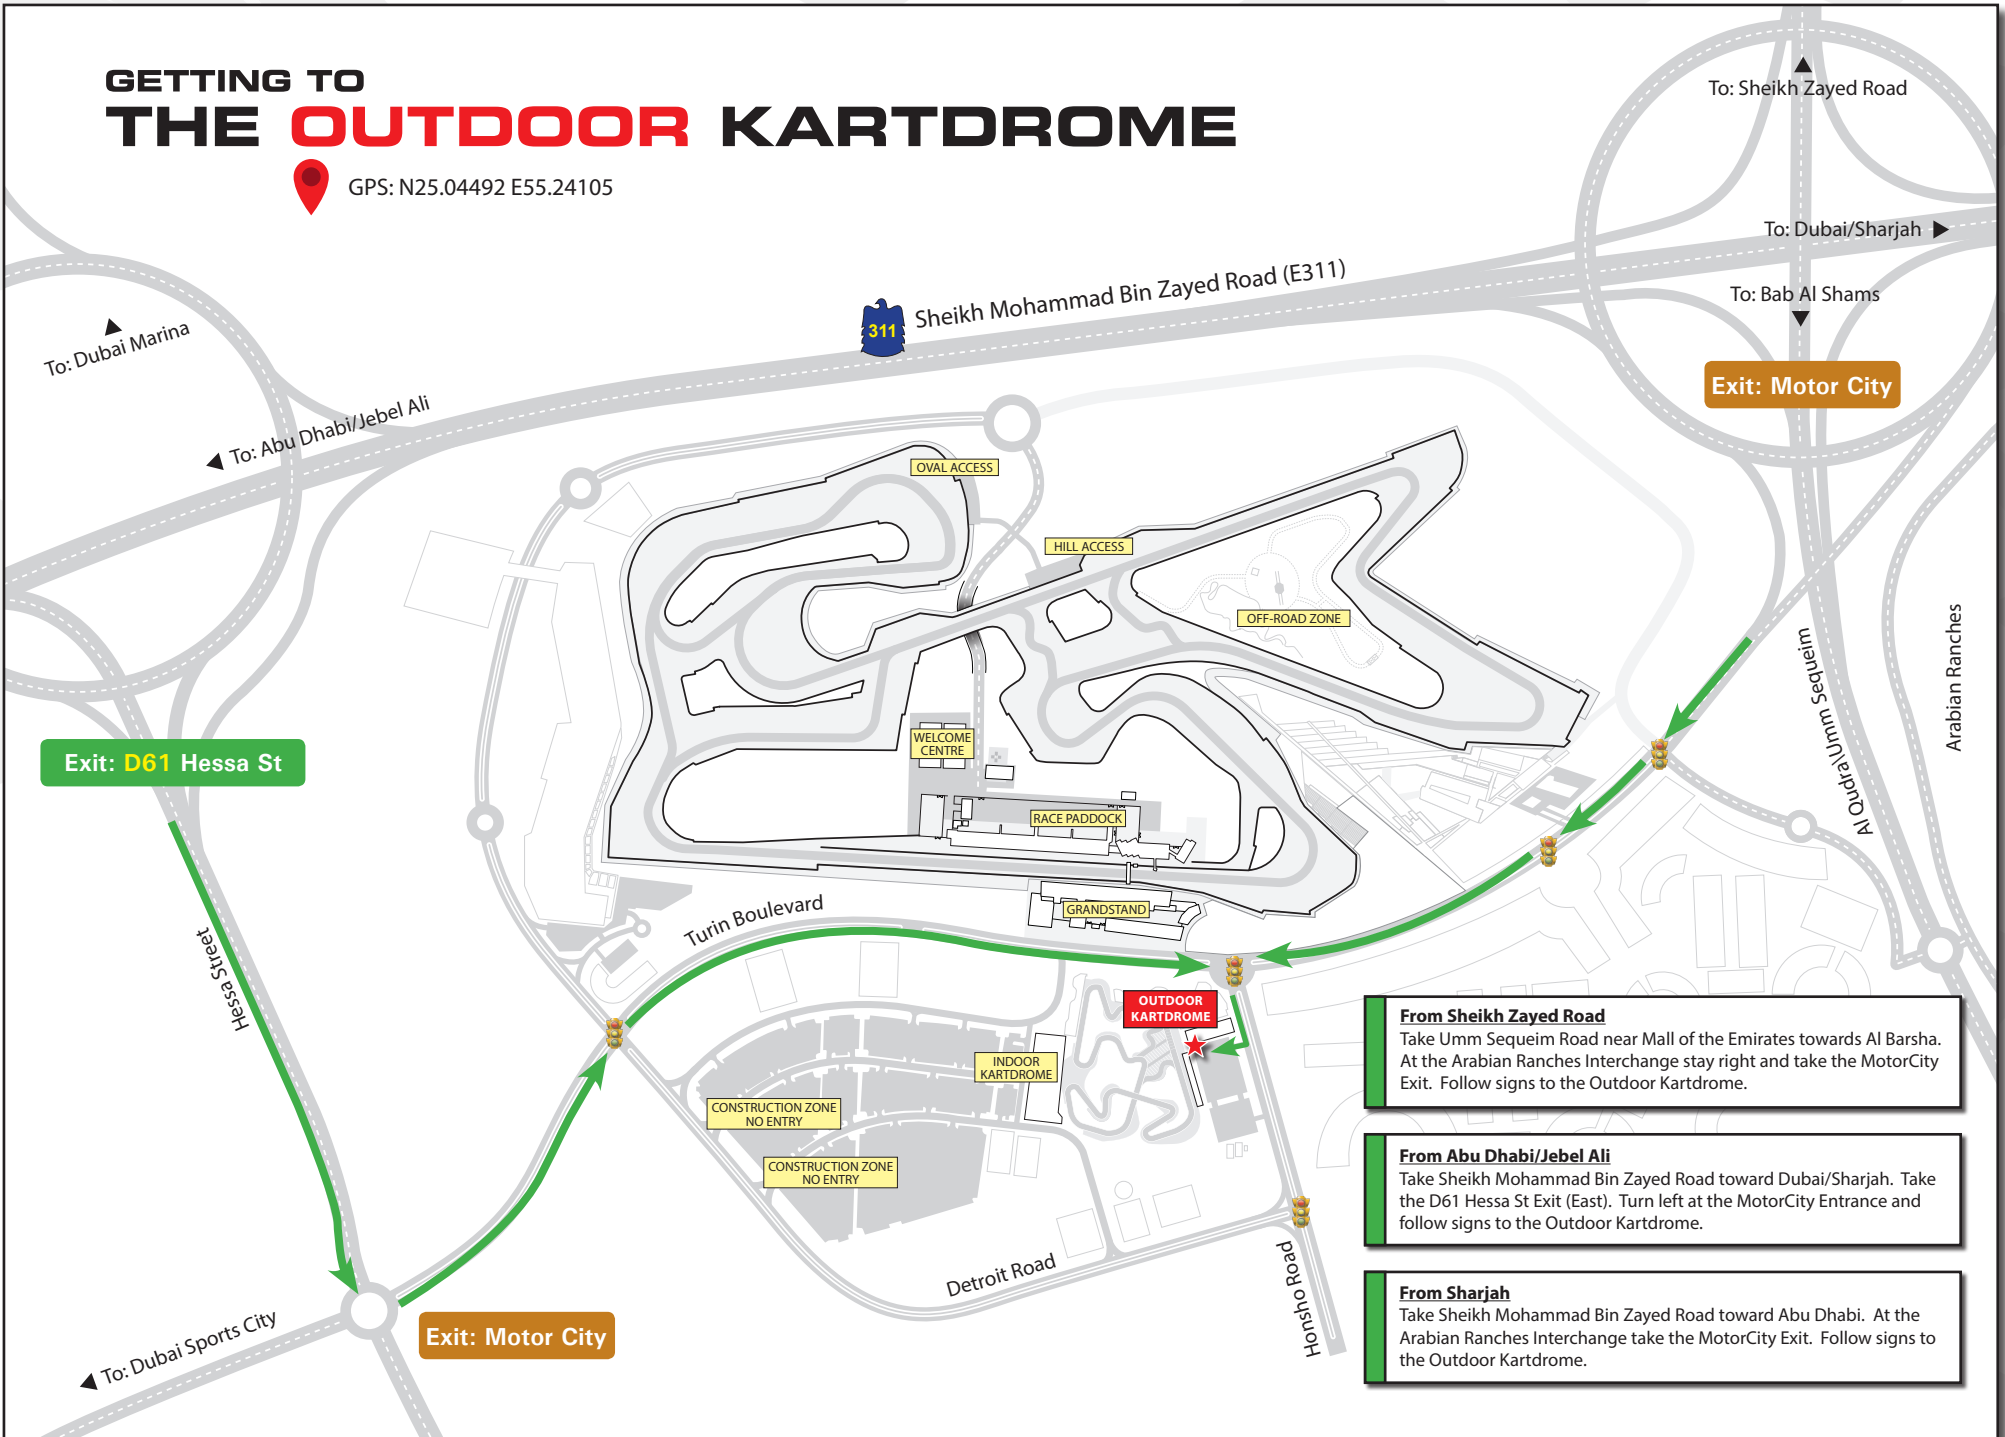 GETTING TO
THE OUTDOOR KARTDROME
GPS: N25.04492 E55.24105
To: Sheikh Zayed Road
To: Dubai/Sharjah
To: Bab Al Shams
Exit: Motor City
311
Sheikh Mohammad Bin Zayed Road (E311)
To: Dubai Marina
To: Abu Dhabi/Jebel Ali
OVAL ACCESS
HILL ACCESS
OFF-ROAD ZONE
Al Qudra\Umm Sequeim
Arabian Ranches
Exit: D61 Hessa St
WELCOME
CENTRE
RACE PADDOCK
GRANDSTAND
Turin Boulevard
Hessa Street
OUTDOOR
KARTDROME
INDOOR
KARTDROME
CONSTRUCTION ZONE
NO ENTRY
CONSTRUCTION ZONE
NO ENTRY
Detroit Road
Honsho Road
Exit: Motor City
To: Dubai Sports City
From Sheikh Zayed Road
Take Umm Sequeim Road near Mall of the Emirates towards Al Barsha.
At the Arabian Ranches Interchange stay right and take the MotorCity
Exit. Follow signs to the Outdoor Kartdrome.
From Abu Dhabi/Jebel Ali
Take Sheikh Mohammad Bin Zayed Road toward Dubai/Sharjah. Take
the D61 Hessa St Exit (East). Turn left at the MotorCity Entrance and
follow signs to the Outdoor Kartdrome.
From Sharjah
Take Sheikh Mohammad Bin Zayed Road toward Abu Dhabi. At the
Arabian Ranches Interchange take the MotorCity Exit. Follow signs to
the Outdoor Kartdrome.